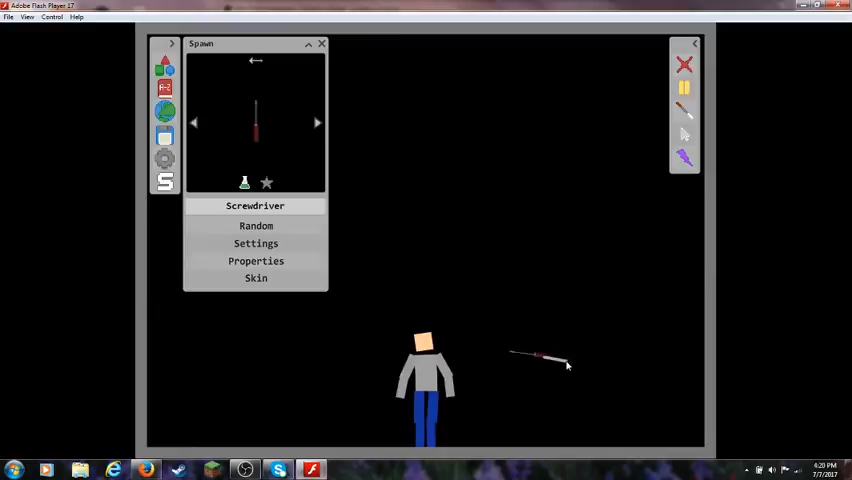 Adobe Flash Player 17
File View Control Help
Spawn
A-Z
S
Screwdriver
Random
Settings
Properties
Skin
4:20 PM
7/7/2017